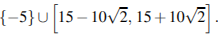 {−5} ∪ [15 − 10√2, 15 + 10√2].